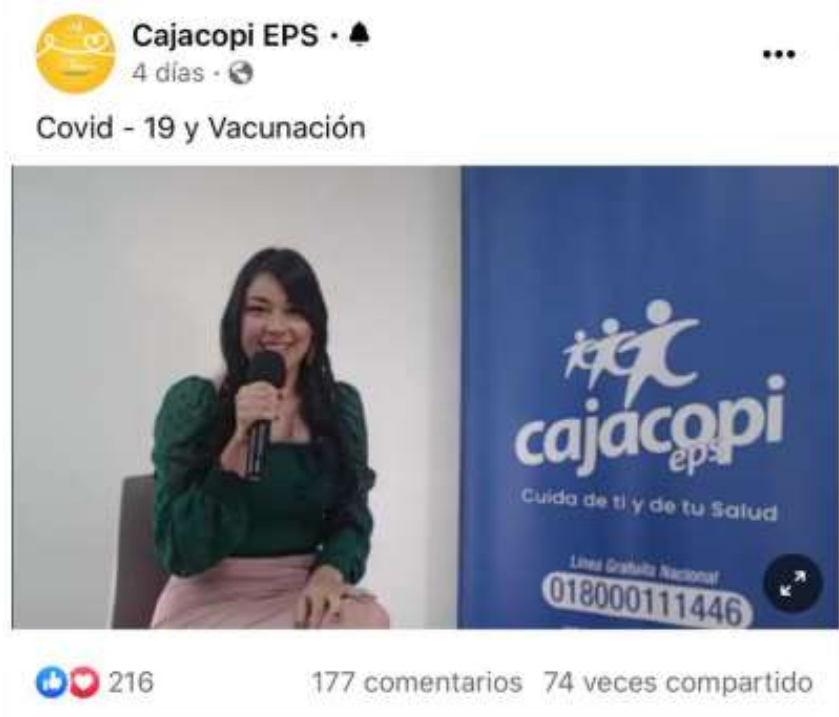 Cajacopi EPS ·
4 días ·
Covid - 19 y Vacunación
cajacopi
eps
Cuida de ti y de tu Salud
Línea Gratuita Nacional
018000111446
216
177 comentarios 74 veces compartido